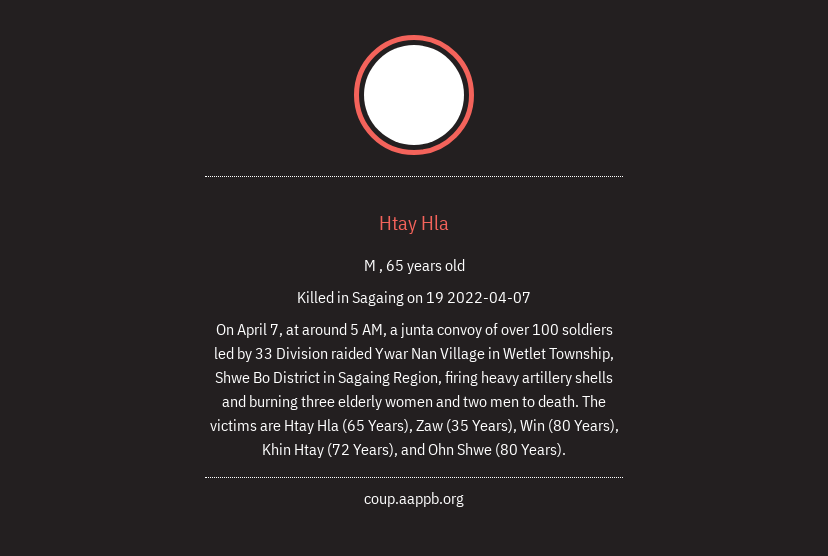 Htay Hla
M , 65 years old
Killed in Sagaing on 19 2022-04-07
On April 7, at around 5 AM, a junta convoy of over 100 soldiers
led by 33 Division raided Ywar Nan Village in Wetlet Township,
Shwe Bo District in Sagaing Region, firing heavy artillery shells
and burning three elderly women and two men to death. The
victims are Htay Hla (65 Years), Zaw (35 Years), Win (80 Years),
Khin Htay (72 Years), and Ohn Shwe (80 Years).
coup.aappb.org